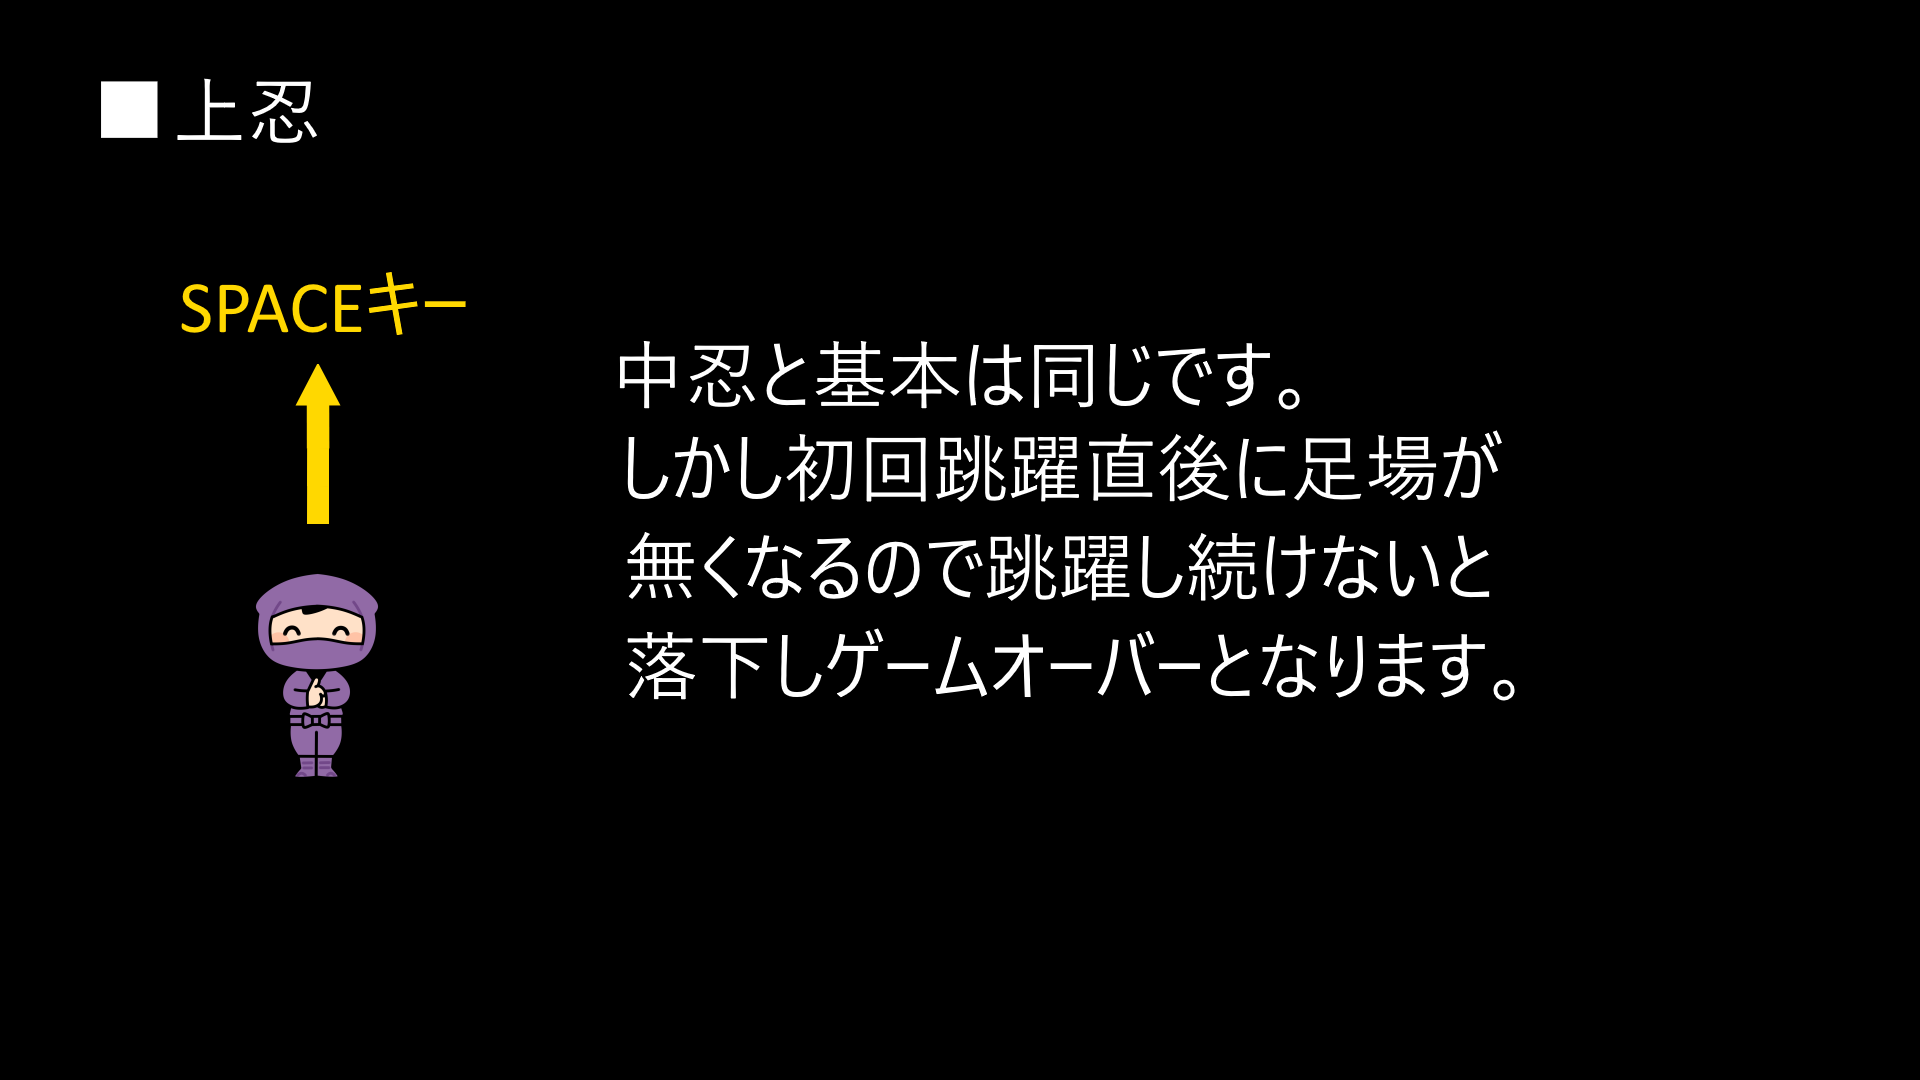 ■上忍
SPACEキー
中忍と基本は同じです。
しかし初回跳躍直後に足場が
無くなるので跳躍し続けないと
落下しゲームオーバーとなります。